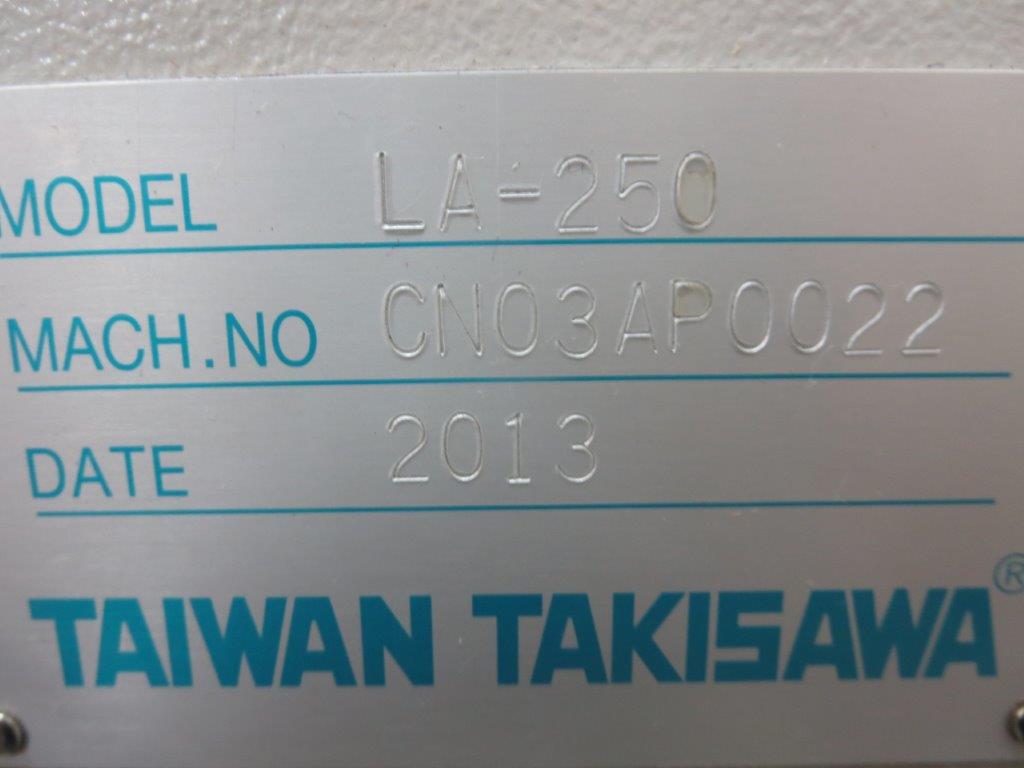 MODEL LA-250
MACH.NO CN03AP0022
DATE 2013
TAIWAN TAKISAWA®